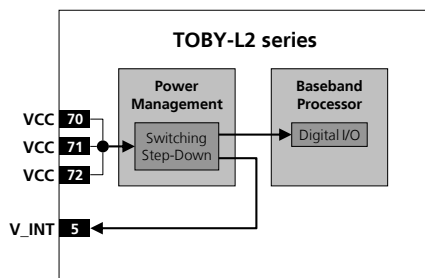 TOBY-L2 series
Power
Management
Baseband
Processor
VCC 70
VCC 71
VCC 72
Switching
Step-Down
Digital I/O
V_INT 5